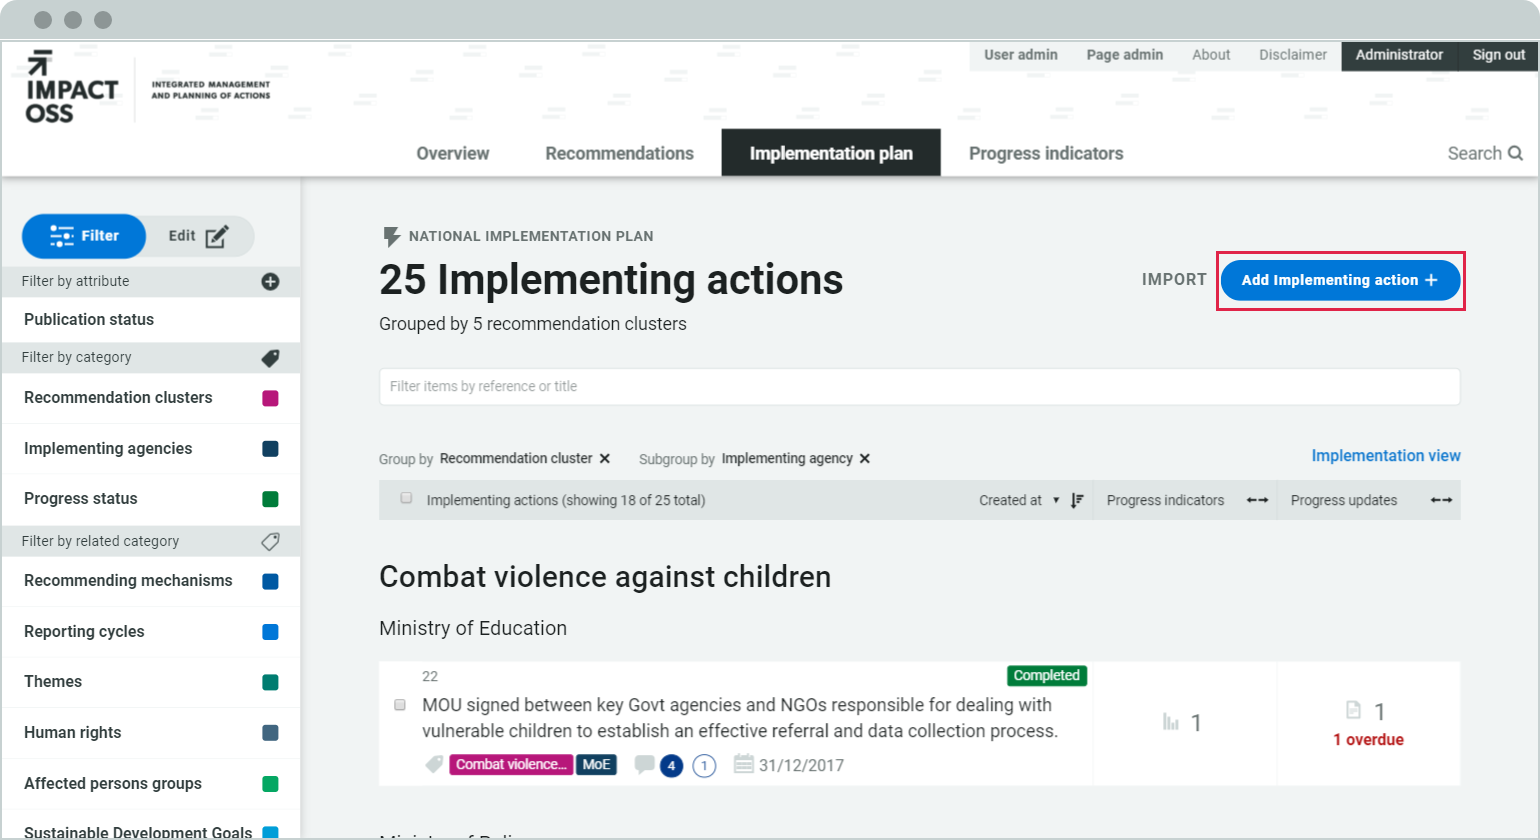 IMPACT
OSS
INTEGRATED MANAGEMENT
AND PLANNING OF ACTIONS
User admin
Page admin
About
Disclaimer
Administrator
Sign out
Overview
Recommendations
Implementation plan
Progress indicators
Search
Filter
Edit
Filter by attribute
Publication status
Filter by category
Recommendation clusters
Implementing agencies
Progress status
Filter by related category
Recommending mechanisms
Reporting cycles
Themes
Human rights
Affected persons groups
Sustainable Development Goals
NATIONAL IMPLEMENTATION PLAN
25 Implementing actions
Grouped by 5 recommendation clusters
IMPORT
Add Implementing action +
Filter items by reference or title
Group by Recommendation cluster ×
Subgroup by Implementing agency ×
Implementation view
Implementing actions (showing 18 of 25 total)
Created at
Progress indicators
Progress updates
Combat violence against children
Ministry of Education
22
Completed
MOU signed between key Govt agencies and NGOs responsible for dealing with
vulnerable children to establish an effective referral and data collection process.
Combat violence...
MoE
4
1
31/12/2017
1
1
1 overdue